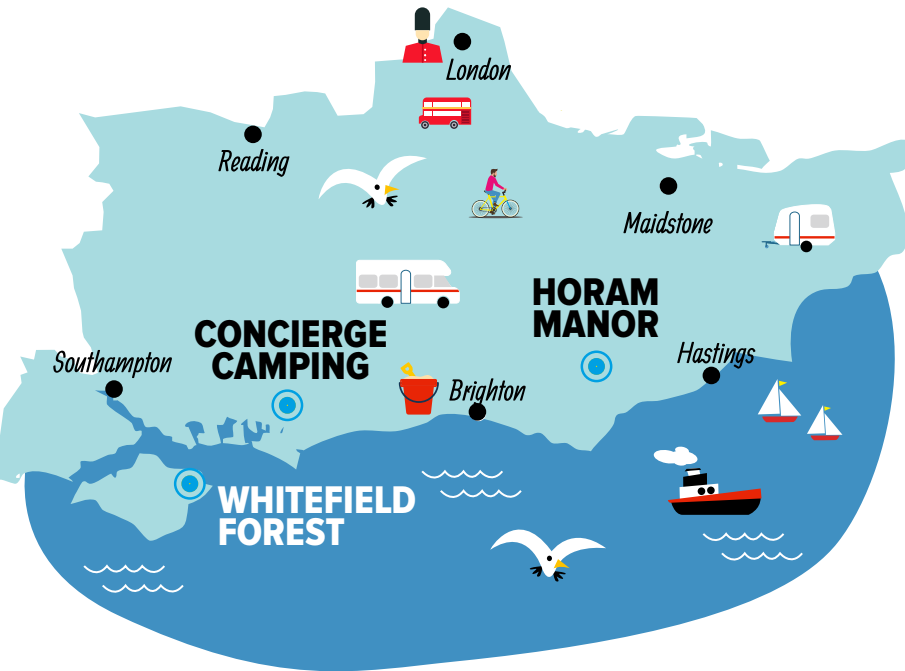 London
Reading
Maidstone
HORAM
MANOR
CONCIERGE
CAMPING
Southampton
Hastings
Brighton
WHITEFIELD
FOREST